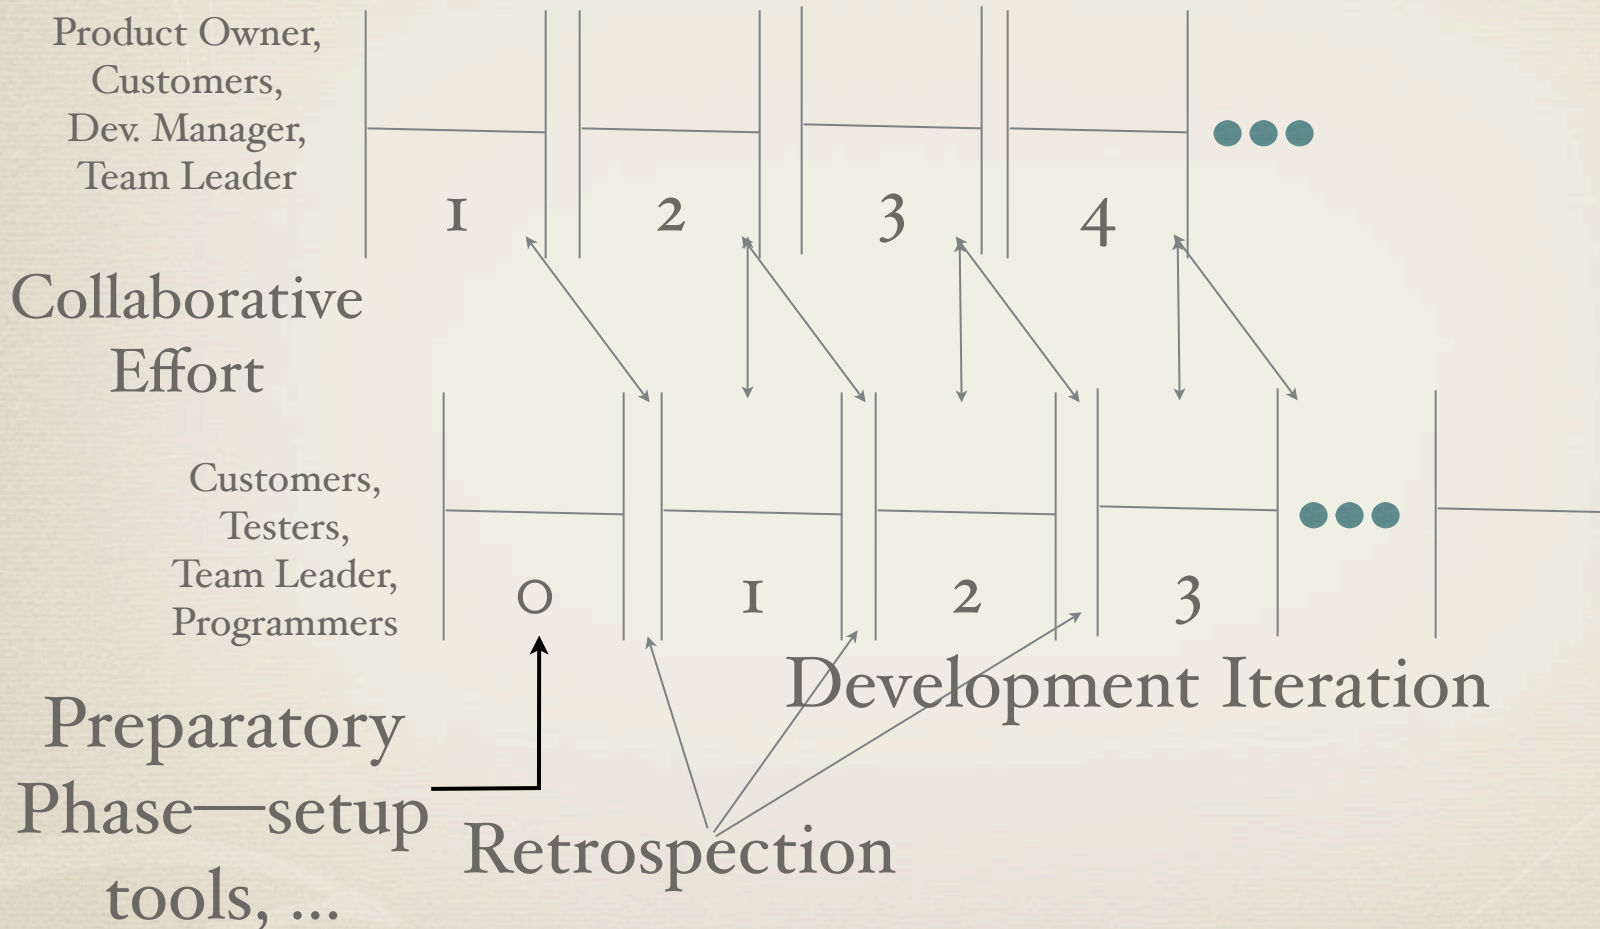 Product Owner,
Customers,
Dev. Manager,
Team Leader
1
2
3
4
Collaborative
Effort
Customers,
Testers,
Team Leader,
Programmers
0
1
2
3
Development Iteration
Preparatory
Phase—setup
tools, ...
Retrospection